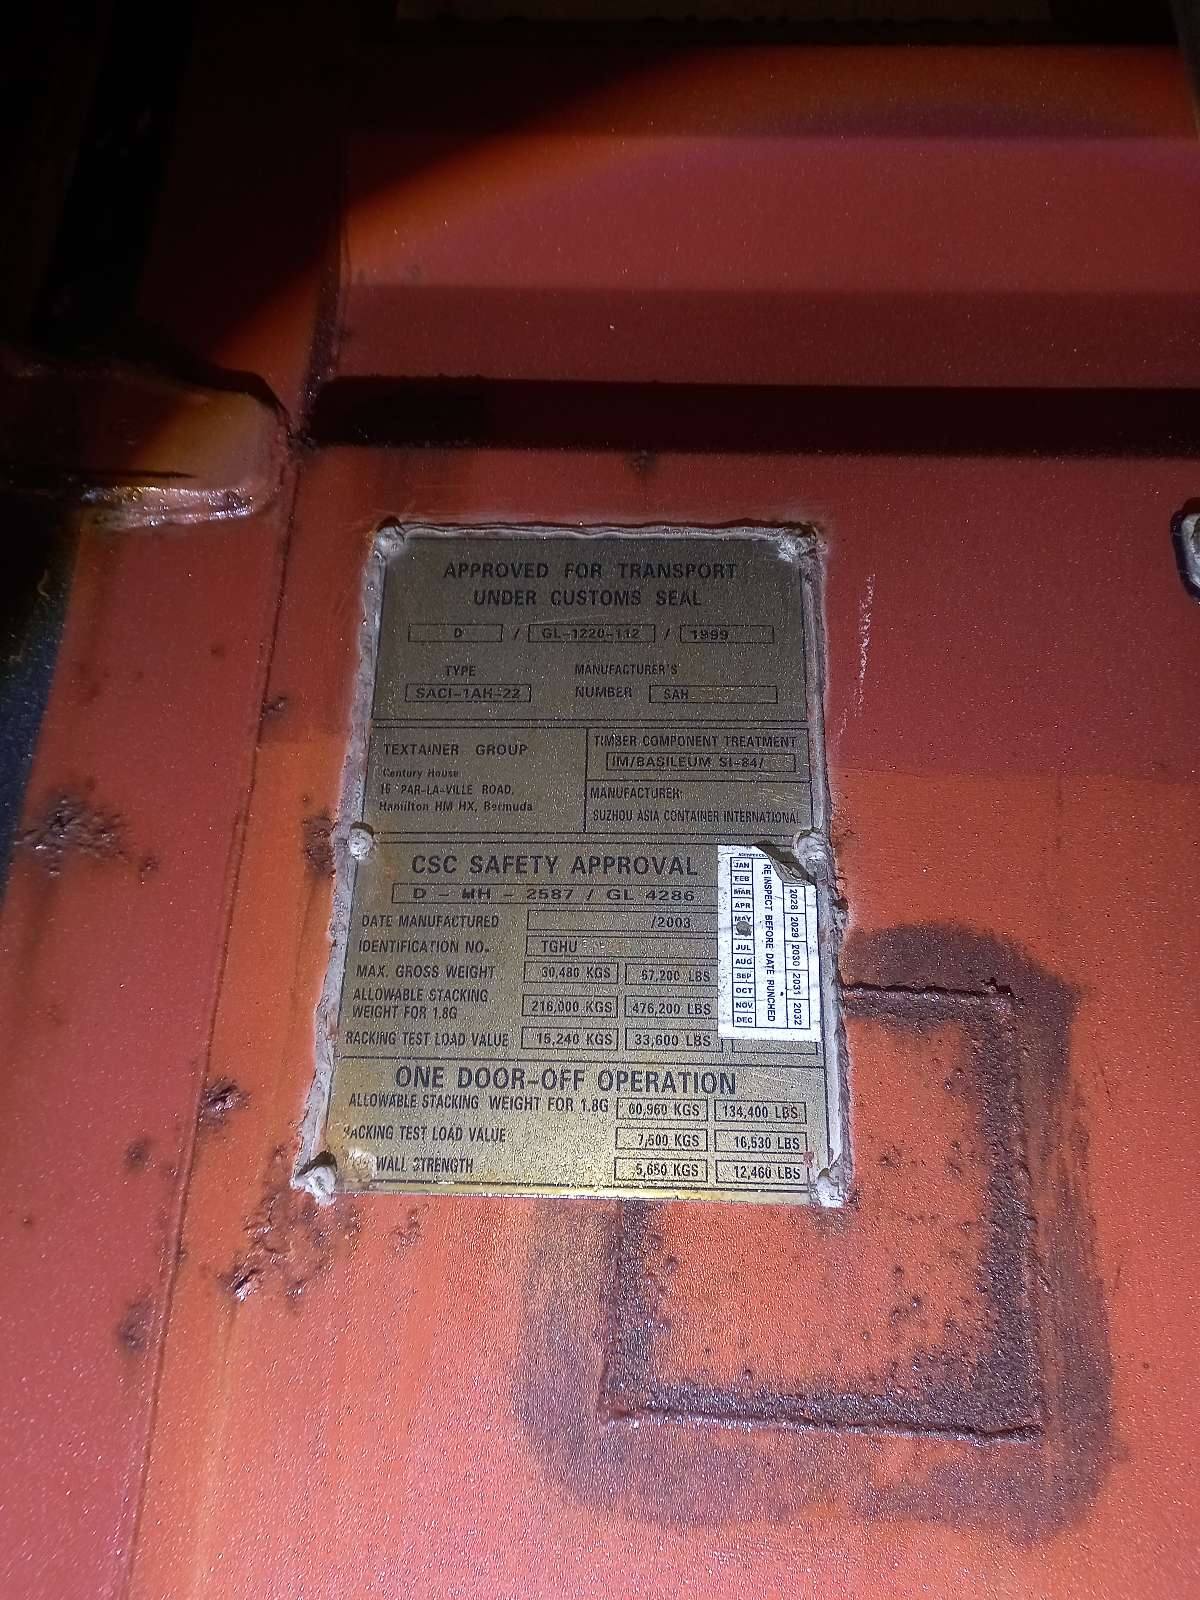 APPROVED FOR TRANSPORT
UNDER CUSTOMS SEAL
D / GL-1220-112 / 1999
TYPE MANUFACTURER'S
SACI-1AH-22 NUMBER SAH
TEXTAINER GROUP
Century House
16 PAR-LA-VILLE ROAD,
Hamilton HM HX, Bermuda
TIMBER COMPONENT TREATMENT
IM/BASILEUM SI-84/
MANUFACTURER:
SUZHOU ASIA CONTAINER INTERNATIONAL
CSC SAFETY APPROVAL
D - HH - 2587 / GL 4286
DATE MANUFACTURED /2003
IDENTIFICATION NO. TGHU
MAX. GROSS WEIGHT 30,480 KGS 67,200 LBS
ALLOWABLE STACKING
WEIGHT FOR 1.8G 216,000 KGS 476,200 LBS
RACKING TEST LOAD VALUE 15,240 KGS 33,600 LBS
JAN
FEB
MAR
APR
MAY
JUL
AUG
SEP
OCT
NOV
DEC
RE INSPECT BEFORE DATE PUNCHED
2028 2029 2030 2031 2032
ONE DOOR-OFF OPERATION
ALLOWABLE STACKING WEIGHT FOR 1.8G 60,960 KGS 134,400 LBS
RACKING TEST LOAD VALUE 7,500 KGS 16,530 LBS
WALL STRENGTH 5,650 KGS 12,460 LBS